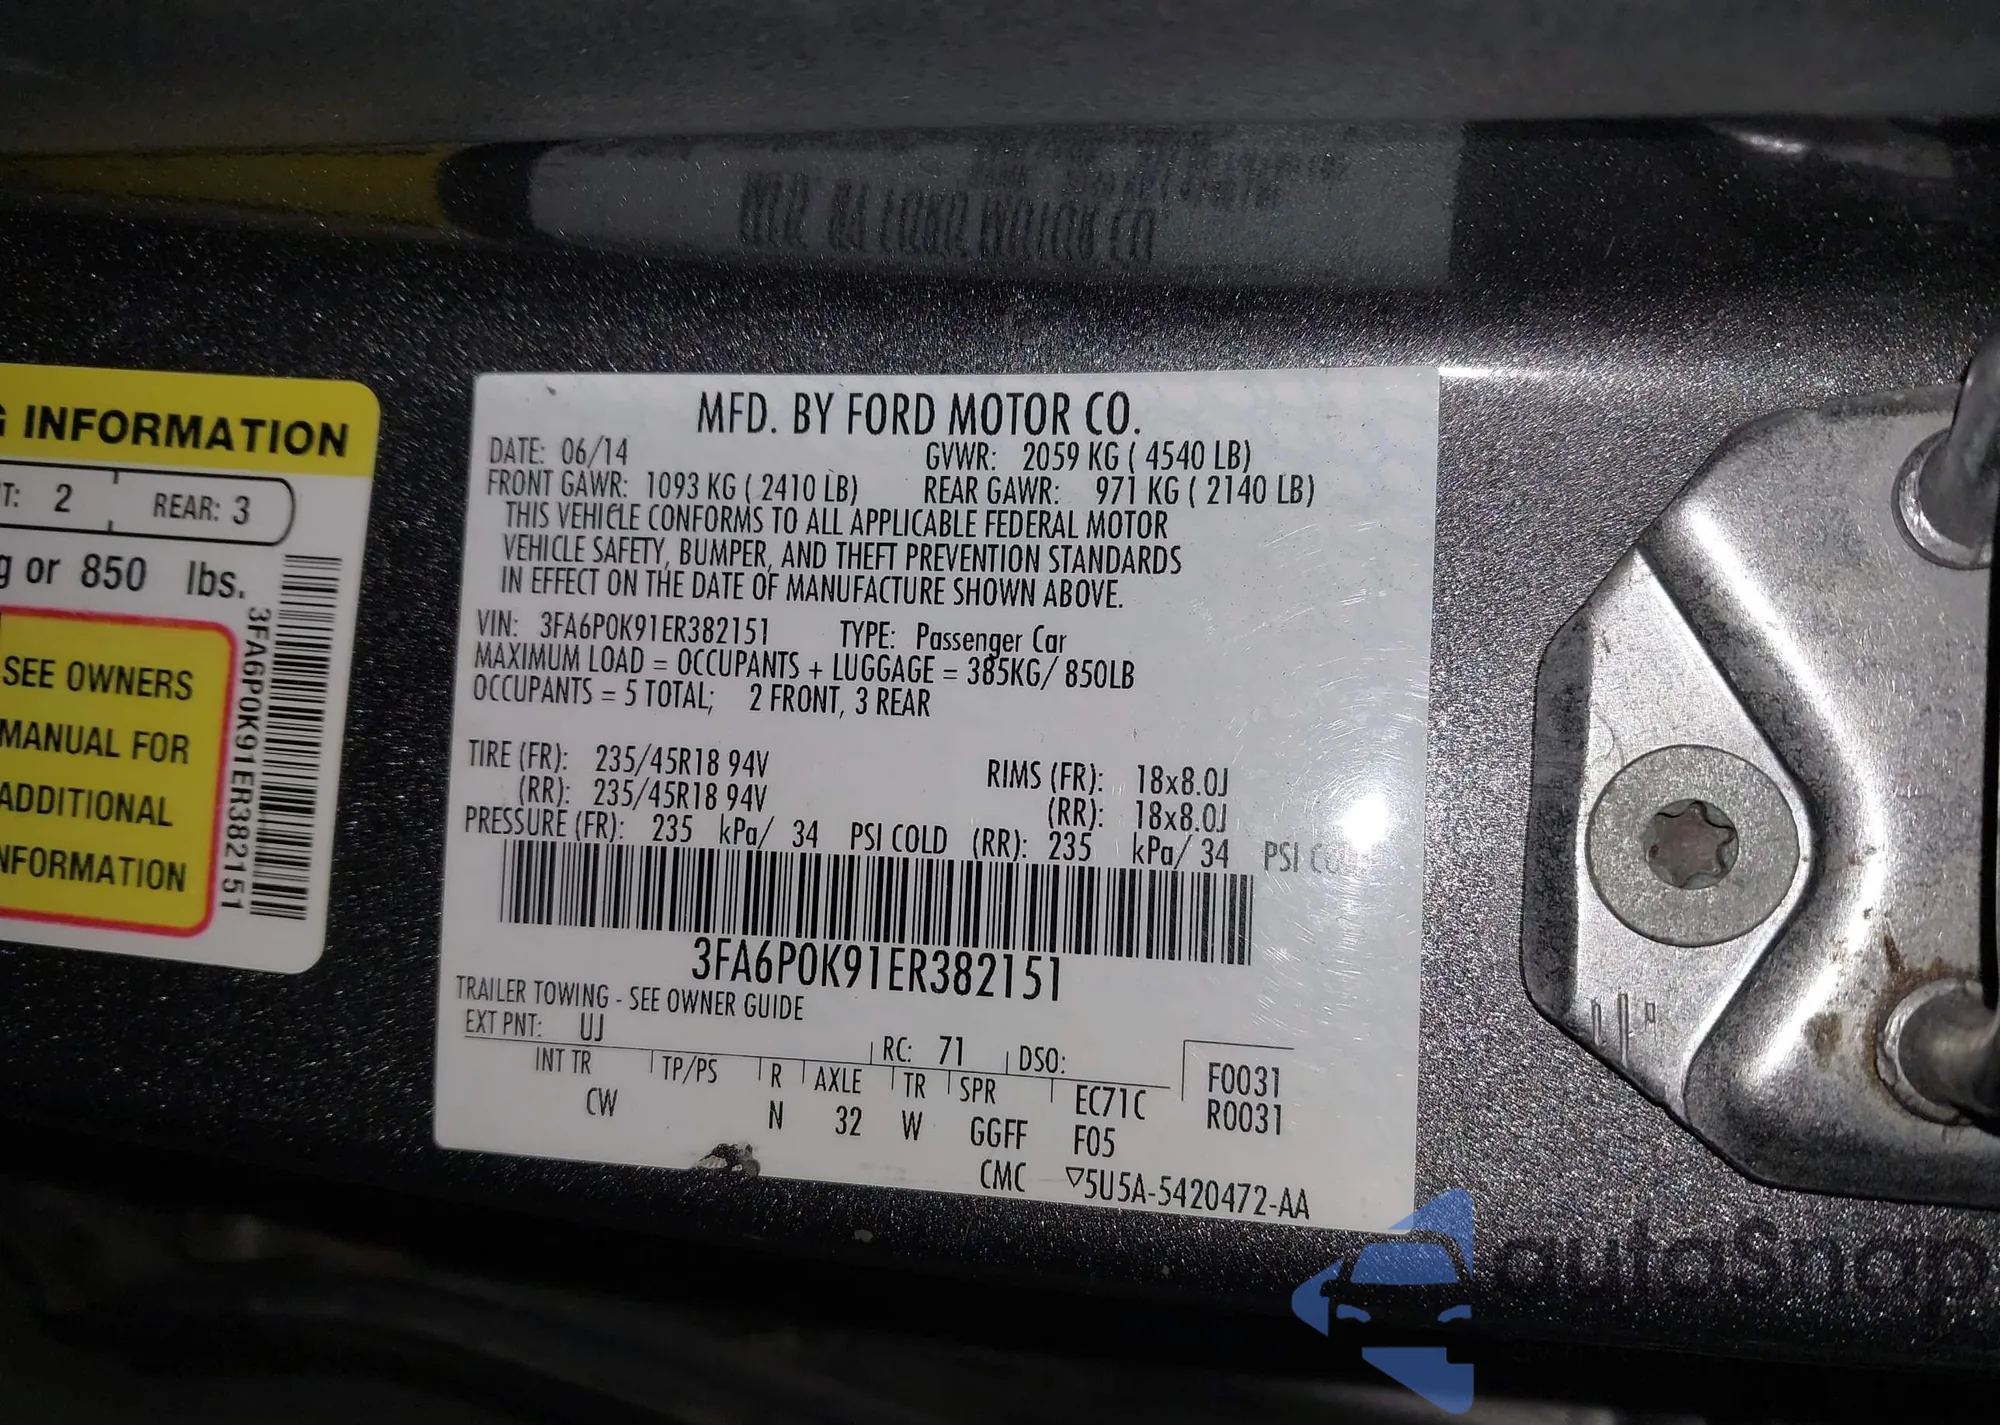 G INFORMATION
T: 2 REAR: 3
g or 850 lbs.
3FA6P0K91ER382151
SEE OWNERS
MANUAL FOR
ADDITIONAL
NFORMATION
MFD. BY FORD MOTOR CO.
DATE: 06/14 GVWR: 2059 KG ( 4540 LB)
FRONT GAWR: 1093 KG ( 2410 LB) REAR GAWR: 971 KG ( 2140 LB)
THIS VEHICLE CONFORMS TO ALL APPLICABLE FEDERAL MOTOR
VEHICLE SAFETY, BUMPER, AND THEFT PREVENTION STANDARDS
IN EFFECT ON THE DATE OF MANUFACTURE SHOWN ABOVE.
VIN: 3FA6P0K91ER382151 TYPE: Passenger Car
MAXIMUM LOAD = OCCUPANTS + LUGGAGE = 385KG/ 850LB
OCCUPANTS = 5 TOTAL; 2 FRONT, 3 REAR
TIRE (FR): 235/45R18 94V RIMS (FR): 18x8.0J
(RR): 235/45R18 94V (RR): 18x8.0J
PRESSURE (FR): 235 kPa/ 34 PSI COLD (RR): 235 kPa/ 34 PSI COLD
3FA6P0K91ER382151
TRAILER TOWING - SEE OWNER GUIDE
EXT PNT: UJ RC: 71 DSO: F0031
INT TR TP/PS R AXLE TR SPR EC71C R0031
CW N 32 W GGFF F05
CMC ▽5U5A-5420472-AA
autoSnap